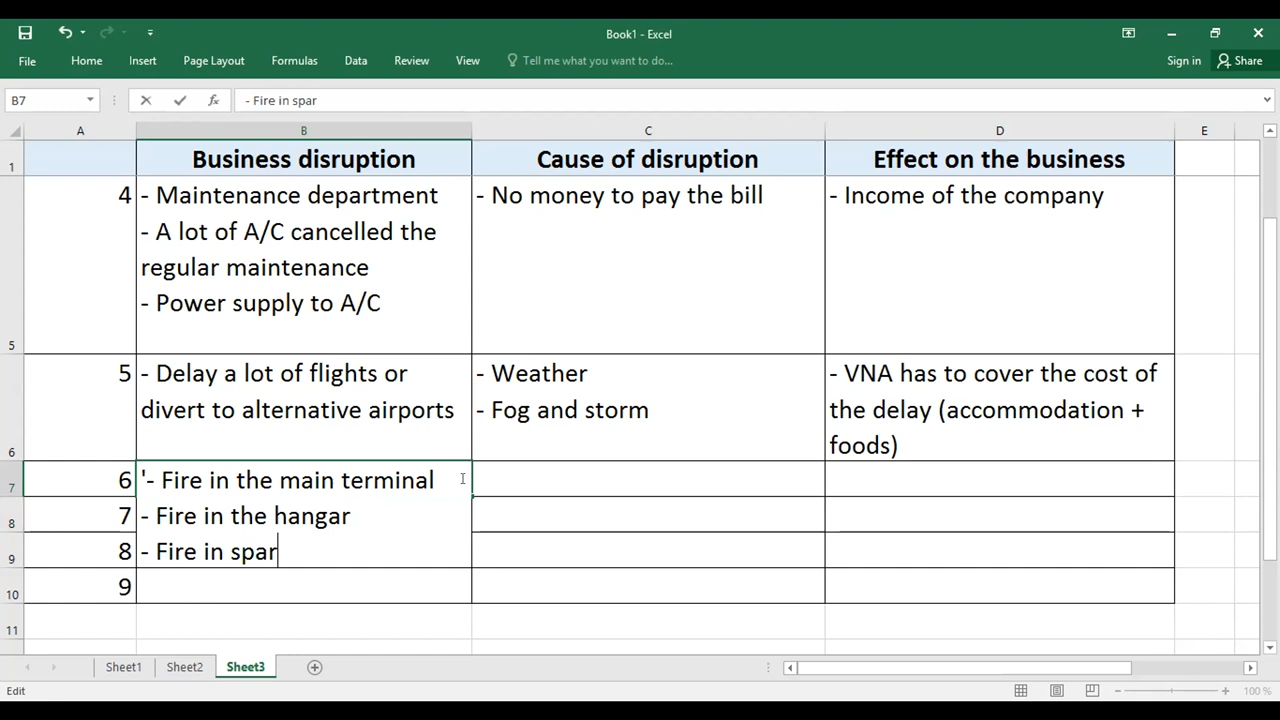 Book1 - Excel
File Home Insert Page Layout Formulas Data Review View Tell me what you want to do... Sign in Share
B7 fx - Fire in spar
A B C D E
1 Business disruption Cause of disruption Effect on the business
4 - Maintenance department - No money to pay the bill - Income of the company
- A lot of A/C cancelled the
regular maintenance
- Power supply to A/C
5
5 - Delay a lot of flights or - Weather - VNA has to cover the cost of
divert to alternative airports - Fog and storm the delay (accommodation +
6 foods)
7 6 '- Fire in the main terminal
8 7 - Fire in the hangar
9 8 - Fire in spar
10 9
11
Sheet1 Sheet2 Sheet3
Edit 100 %